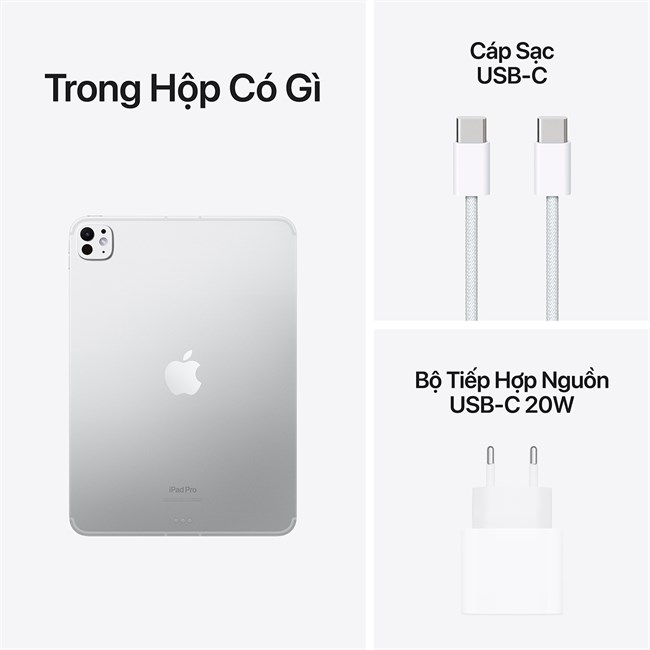 Trong Hộp Có Gì
Cáp Sạc
USB-C
iPad Pro
Bộ Tiếp Hợp Nguồn
USB-C 20W